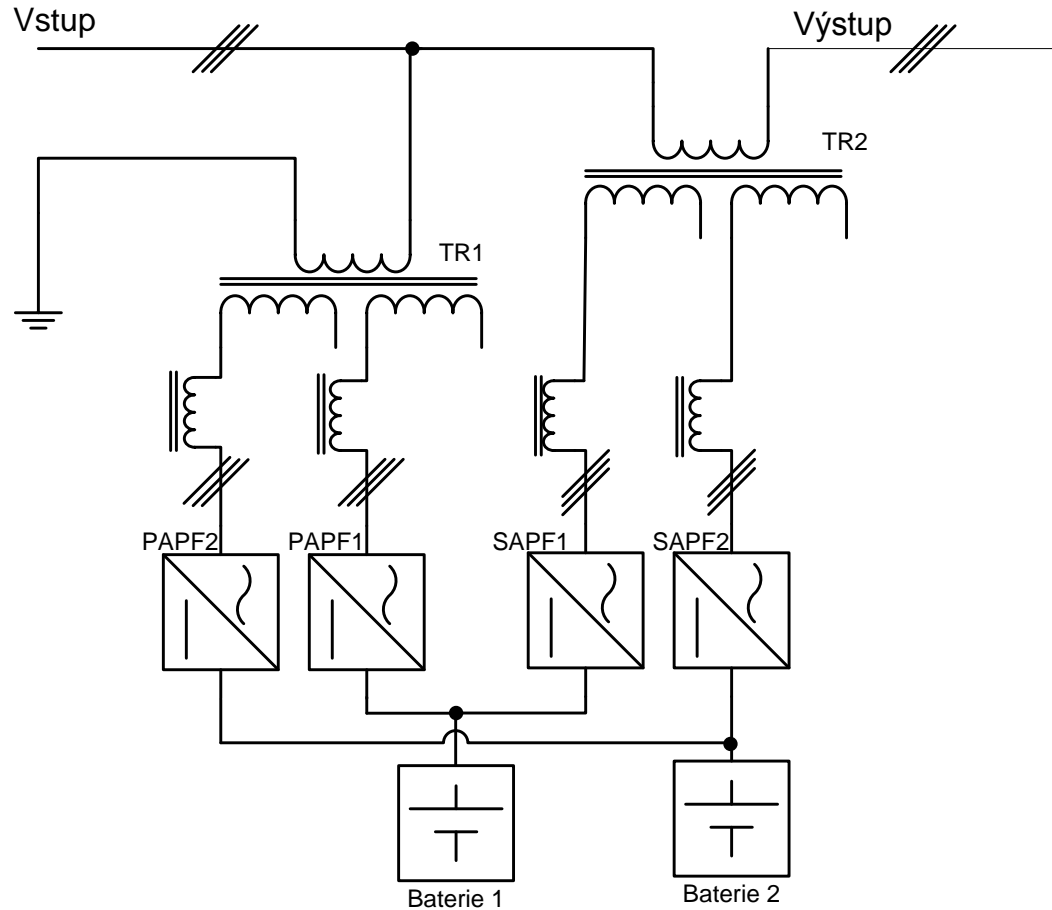 Vstup
Výstup
TR2
TR1
PAPF2
PAPF1
SAPF1
SAPF2
Baterie 1
Baterie 2